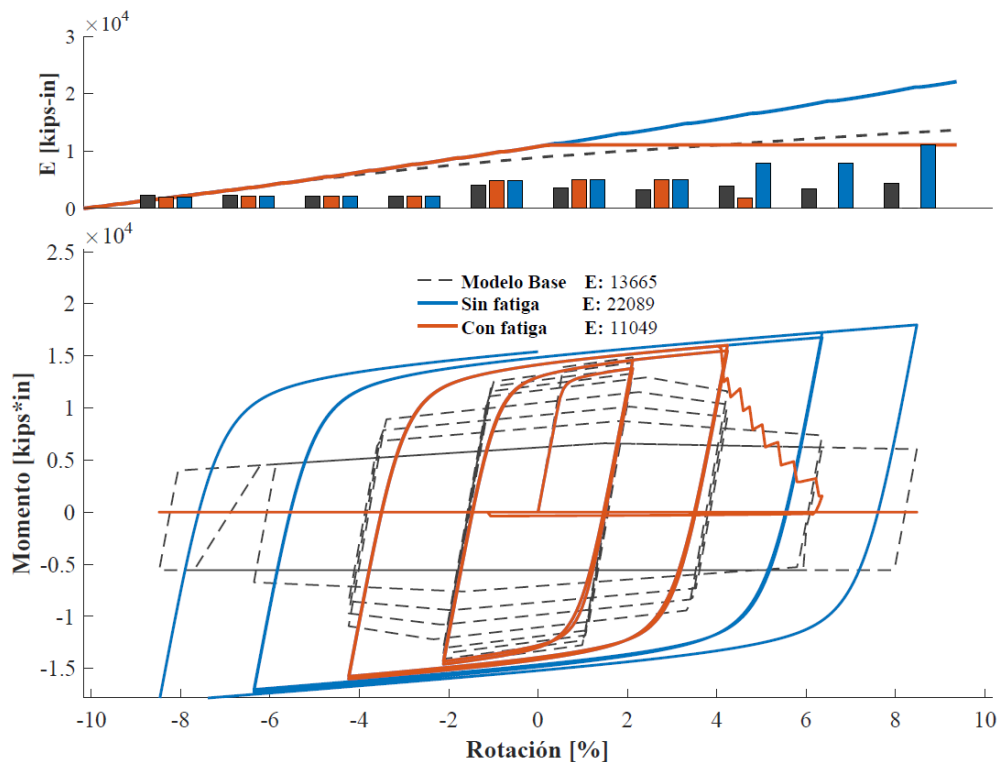 ×10⁴
3
2
1
0
E [kips-in]
×10⁴
2.5
2
1.5
1
0.5
0
-0.5
-1
-1.5
Momento [kips*in]
Modelo Base E: 13665
Sin fatiga E: 22089
Con fatiga E: 11049
-10 -8 -6 -4 -2 0 2 4 6 8 10
Rotación [%]